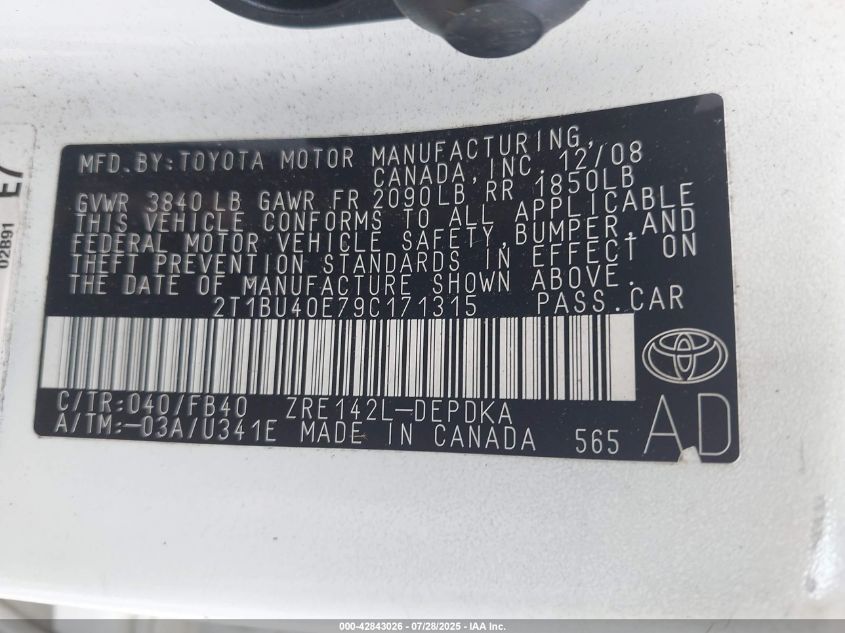 MFD.BY:TOYOTA MOTOR MANUFACTURING,
CANADA,INC. 12/08
GVWR 3840 LB GAWR FR 2090LB RR 1850LB
THIS VEHICLE CONFORMS TO ALL APPLICABLE
FEDERAL MOTOR VEHICLE SAFETY,BUMPER,AND
THEFT PREVENTION STANDARDS IN EFFECT ON
THE DATE OF MANUFACTURE SHOWN ABOVE.
2T1BU40E79C171315 PASS.CAR
C/TR:040/FB40 ZRE142L-DEPDKA
A/TM:-03A/U341E MADE IN CANADA 565
AD
E7
02B91
000-42843026 - 07/28/2025 - IAA Inc.